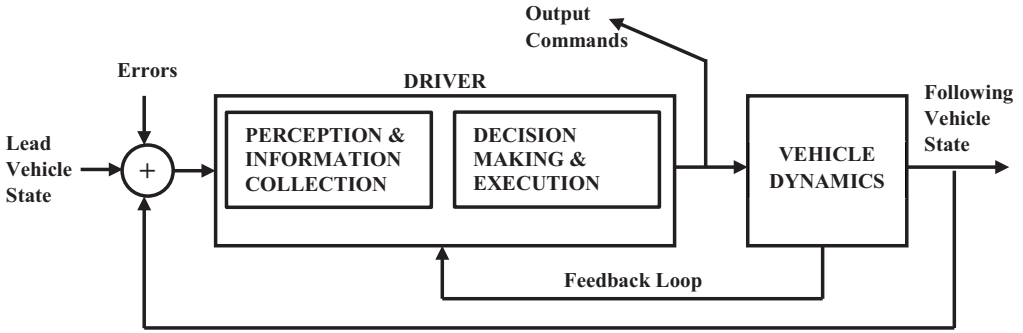 Output
Commands
Errors
DRIVER
Lead
Vehicle
State
+
PERCEPTION &
INFORMATION
COLLECTION
DECISION
MAKING &
EXECUTION
VEHICLE
DYNAMICS
Following
Vehicle
State
Feedback Loop